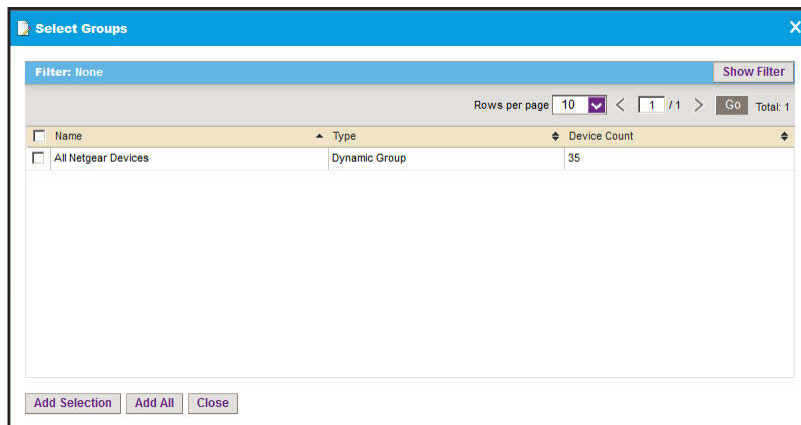 Select Groups X
Filter: None Show Filter
Rows per page 10 < 1 / 1 > Go Total: 1
Name Type Device Count
All Netgear Devices Dynamic Group 35
Add Selection Add All Close